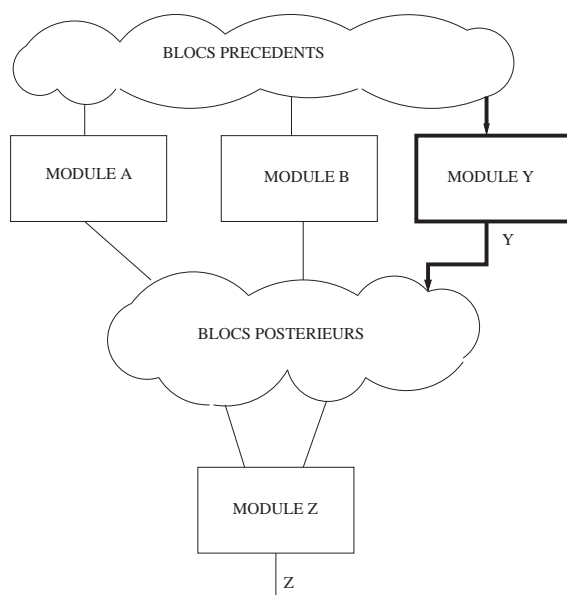 BLOCS PRECEDENTS
MODULE A
MODULE B
MODULE Y
Y
BLOCS POSTERIEURS
MODULE Z
Z